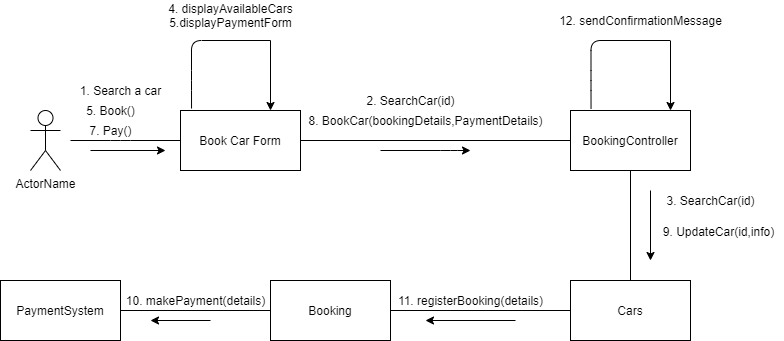 4. displayAvailableCars
5.displayPaymentForm
12. sendConfirmationMessage
1. Search a car
5. Book()
7. Pay()
2. SearchCar(id)
8. BookCar(bookingDetails,PaymentDetails)
Book Car Form
BookingController
ActorName
3. SearchCar(id)
9. UpdateCar(id,info)
PaymentSystem
10. makePayment(details)
Booking
11. registerBooking(details)
Cars